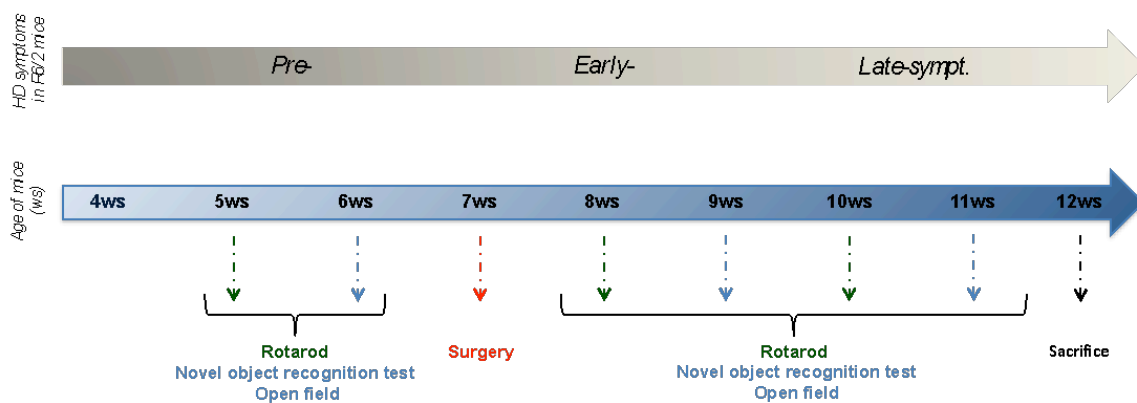 HD symptoms
in R6/2 mice
Pre-
Early-
Late-sympt.
Age of mice
(ws)
4ws
5ws
6ws
7ws
8ws
9ws
10ws
11ws
12ws
Rotarod
Novel object recognition test
Open field
Surgery
Rotarod
Novel object recognition test
Open field
Sacrifice